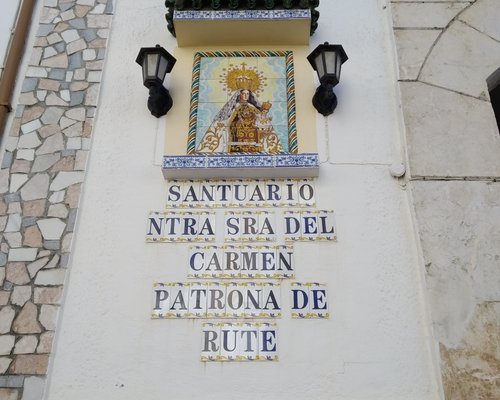 SANTUARIO
NTRA SRA DEL
CARMEN
PATRONA DE
RUTE